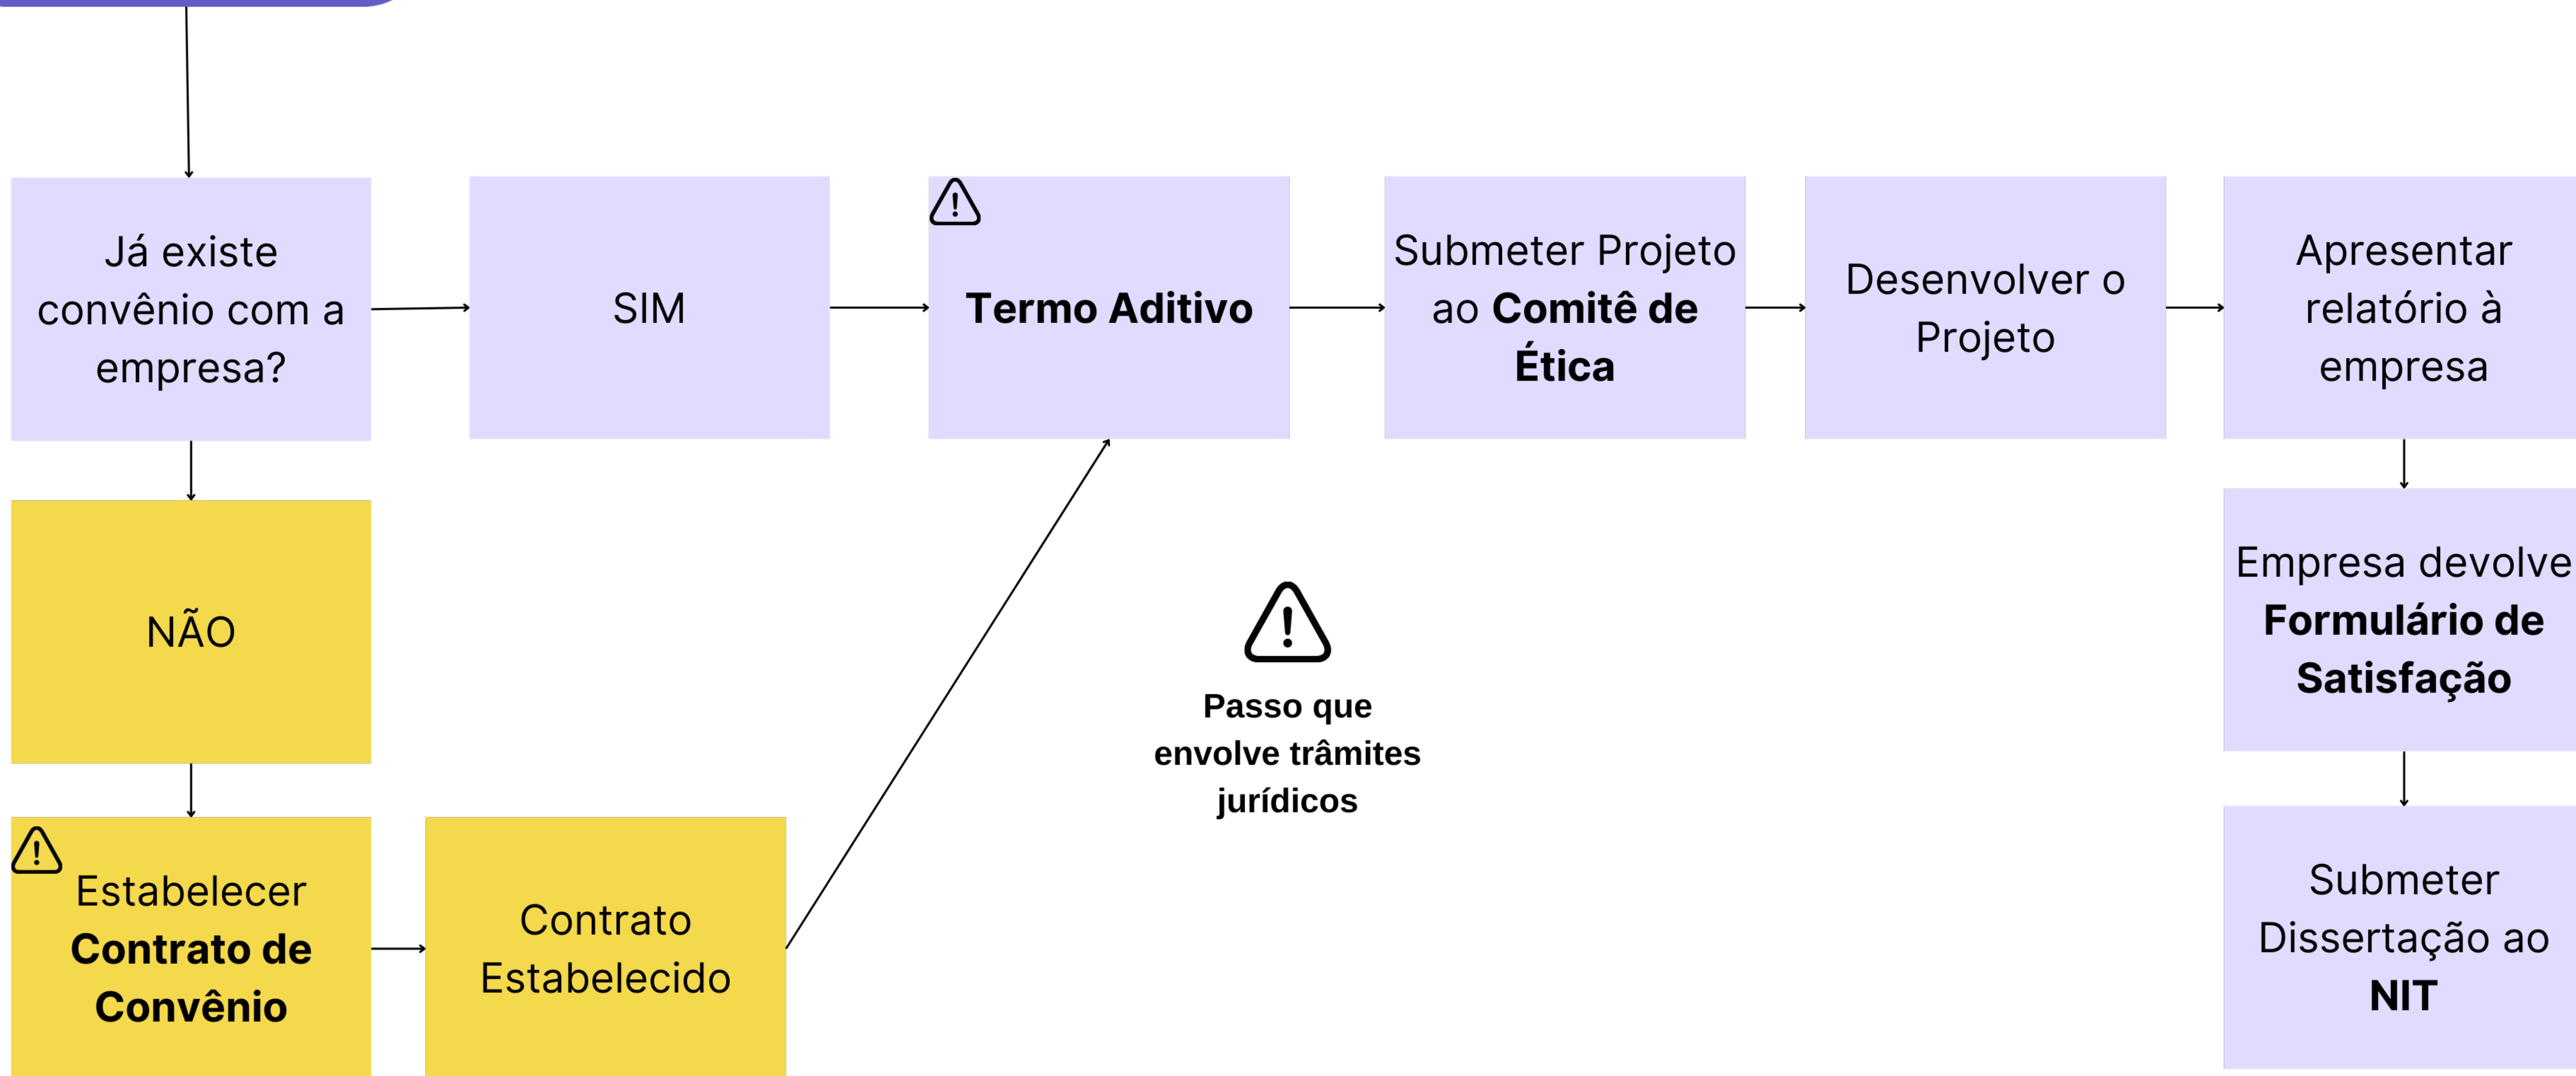 Já existe
convênio com a
empresa?
SIM
Termo Aditivo
Submeter Projeto
ao Comitê de
Ética
Desenvolver o
Projeto
Apresentar
relatório à
empresa
NÃO
Empresa devolve
Formulário de
Satisfação
Passo que
envolve trâmites
jurídicos
Estabelecer
Contrato de
Convênio
Contrato
Estabelecido
Submeter
Dissertação ao
NIT